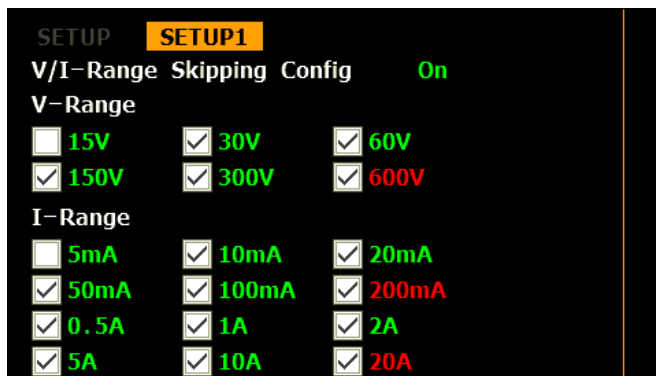 SETUP SETUP1
V/I-Range Skipping Config On
V-Range
15V 30V 60V
150V 300V 600V
I-Range
5mA 10mA 20mA
50mA 100mA 200mA
0.5A 1A 2A
5A 10A 20A